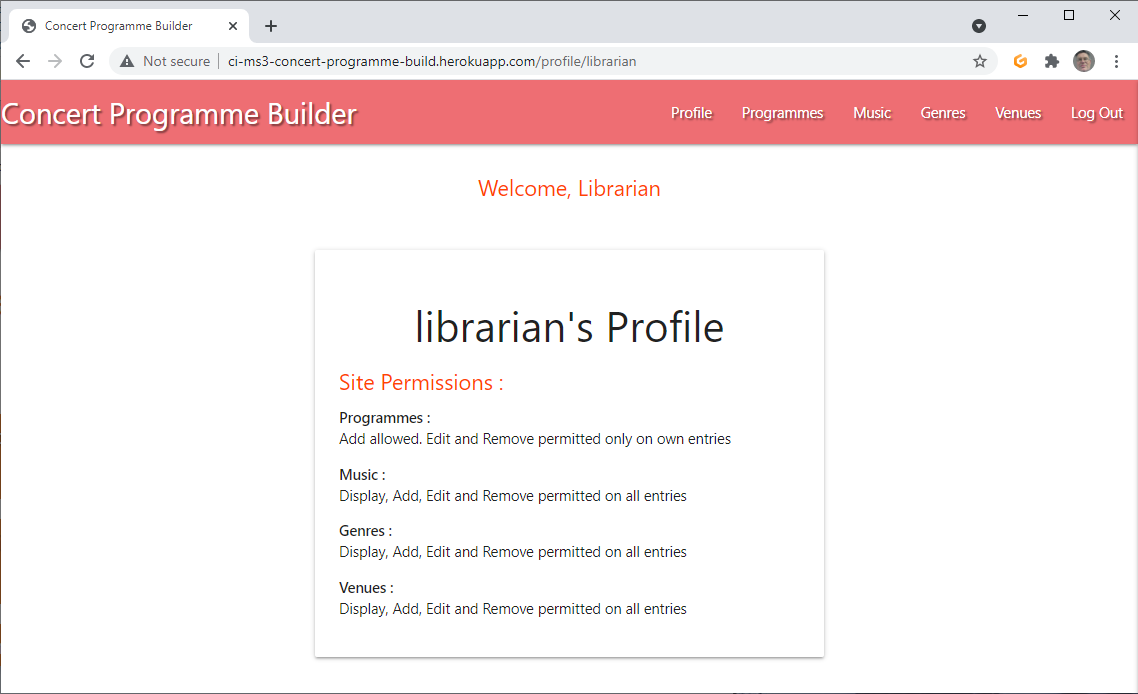 Concert Programme Builder
Not secure
ci-ms3-concert-programme-build.herokuapp.com/profile/librarian
Concert Programme Builder
Profile
Programmes
Music
Genres
Venues
Log Out
Welcome, Librarian
librarian's Profile
Site Permissions :
Programmes :
Add allowed. Edit and Remove permitted only on own entries
Music :
Display, Add, Edit and Remove permitted on all entries
Genres :
Display, Add, Edit and Remove permitted on all entries
Venues :
Display, Add, Edit and Remove permitted on all entries